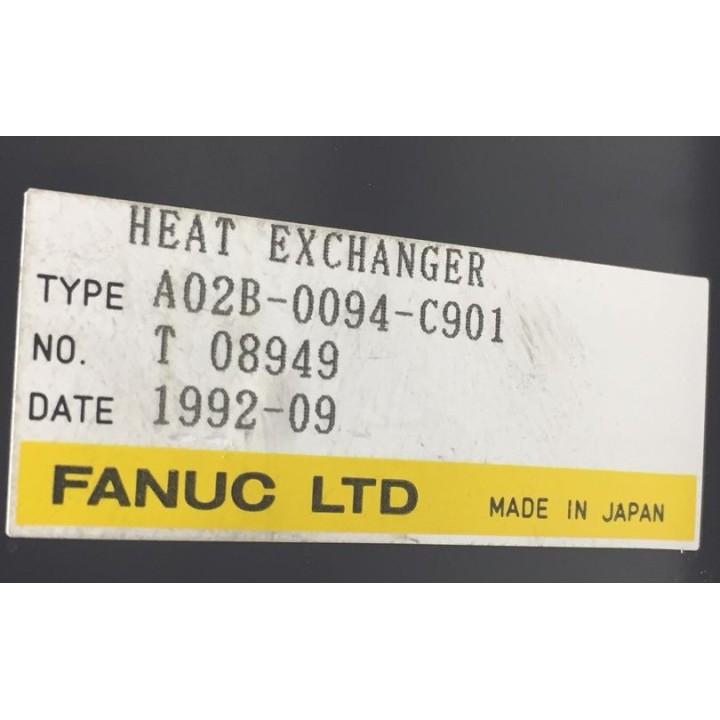 HEAT EXCHANGER
TYPE A02B-0094-C901
NO. T 08949
DATE 1992-09
FANUC LTD MADE IN JAPAN